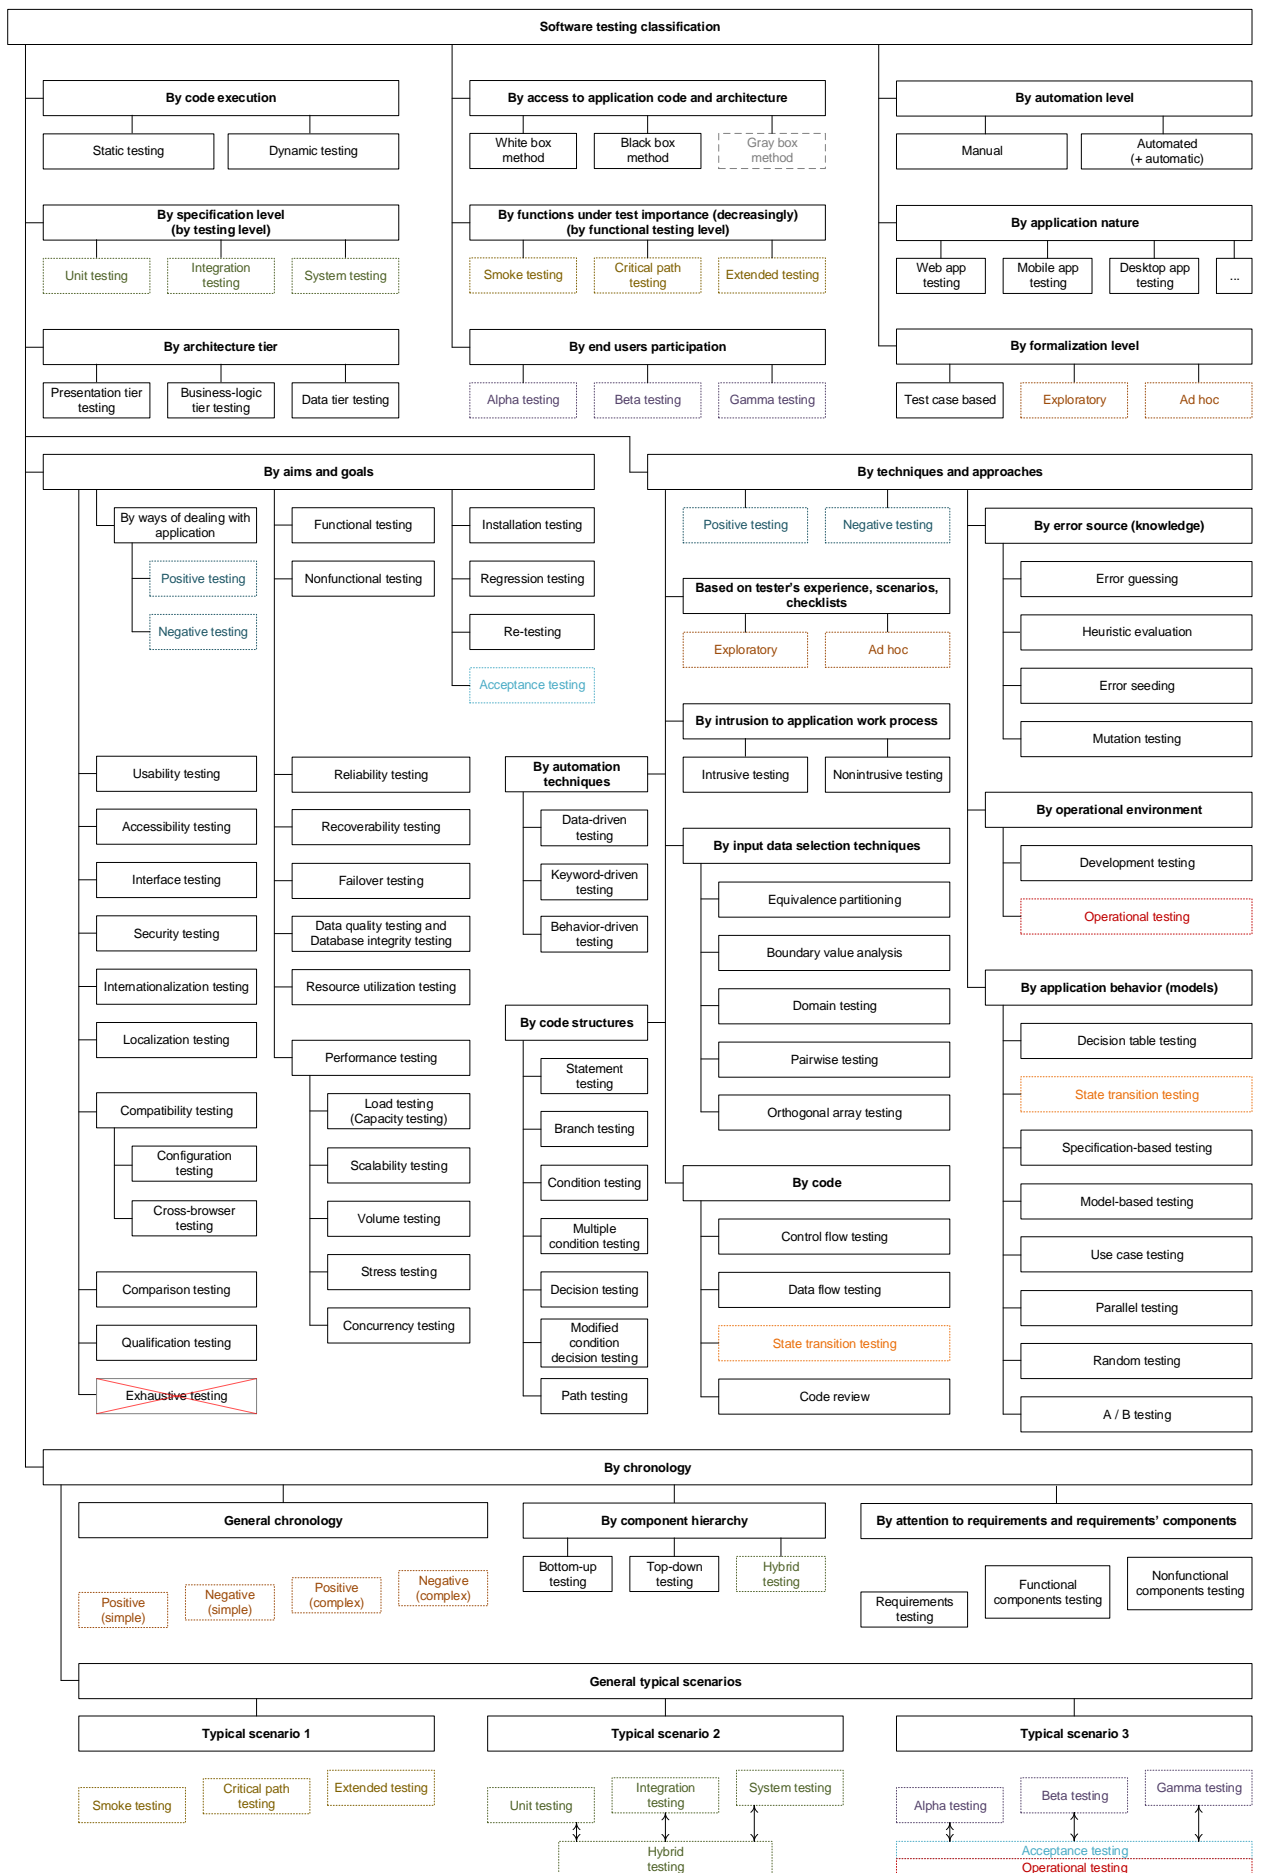 Software testing classification
By code execution
Static testing
Dynamic testing
By access to application code and architecture
White box
method
Black box
method
Gray box
method
By automation level
Manual
Automated
(+ automatic)
By specification level
(by testing level)
Unit testing
Integration
testing
System testing
By functions under test importance (decreasingly)
(by functional testing level)
Smoke testing
Critical path
testing
Extended testing
By application nature
Web app
testing
Mobile app
testing
Desktop app
testing
...
By architecture tier
Presentation tier
testing
Business-logic
tier testing
Data tier testing
By end users participation
Alpha testing
Beta testing
Gamma testing
By formalization level
Test case based
Exploratory
Ad hoc
By aims and goals
By ways of dealing with
application
Positive testing
Negative testing
Functional testing
Nonfunctional testing
Installation testing
Regression testing
Re-testing
Acceptance testing
Usability testing
Accessibility testing
Interface testing
Security testing
Internationalization testing
Localization testing
Compatibility testing
Configuration
testing
Cross-browser
testing
Comparison testing
Qualification testing
Exhaustive testing
Reliability testing
Recoverability testing
Failover testing
Data quality testing and
Database integrity testing
Resource utilization testing
Performance testing
Load testing
(Capacity testing)
Scalability testing
Volume testing
Stress testing
Concurrency testing
By techniques and approaches
Positive testing
Negative testing
Based on tester's experience, scenarios,
checklists
Exploratory
Ad hoc
By intrusion to application work process
Intrusive testing
Nonintrusive testing
By automation
techniques
Data-driven
testing
Keyword-driven
testing
Behavior-driven
testing
By input data selection techniques
Equivalence partitioning
Boundary value analysis
Domain testing
Pairwise testing
Orthogonal array testing
By code structures
Statement
testing
Branch testing
Condition testing
Multiple
condition testing
Decision testing
Modified
condition
decision testing
Path testing
By code
Control flow testing
Data flow testing
State transition testing
Code review
By error source (knowledge)
Error guessing
Heuristic evaluation
Error seeding
Mutation testing
By operational environment
Development testing
Operational testing
By application behavior (models)
Decision table testing
State transition testing
Specification-based testing
Model-based testing
Use case testing
Parallel testing
Random testing
A / B testing
By chronology
General chronology
Positive
(simple)
Negative
(simple)
Positive
(complex)
Negative
(complex)
By component hierarchy
Bottom-up
testing
Top-down
testing
Hybrid
testing
By attention to requirements and requirements' components
Requirements
testing
Functional
components testing
Nonfunctional
components testing
General typical scenarios
Typical scenario 1
Smoke testing
Critical path
testing
Extended testing
Typical scenario 2
Unit testing
Integration
testing
System testing
Hybrid
testing
Typical scenario 3
Alpha testing
Beta testing
Gamma testing
Acceptance testing
Operational testing